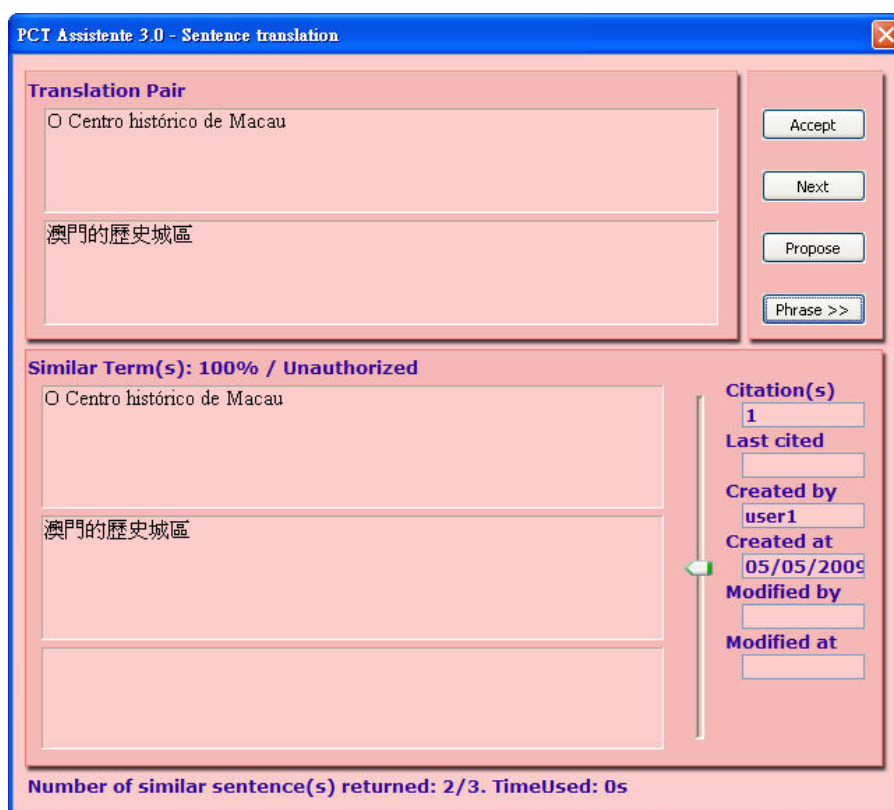 PCT Assistente 3.0 - Sentence translation
Translation Pair
O Centro histórico de Macau
澳門的歷史城區
Accept
Next
Propose
Phrase >>
Similar Term(s): 100% / Unauthorized
O Centro histórico de Macau
澳門的歷史城區
Citation(s)
1
Last cited
Created by
user1
Created at
05/05/2009
Modified by
Modified at
Number of similar sentence(s) returned: 2/3. TimeUsed: 0s